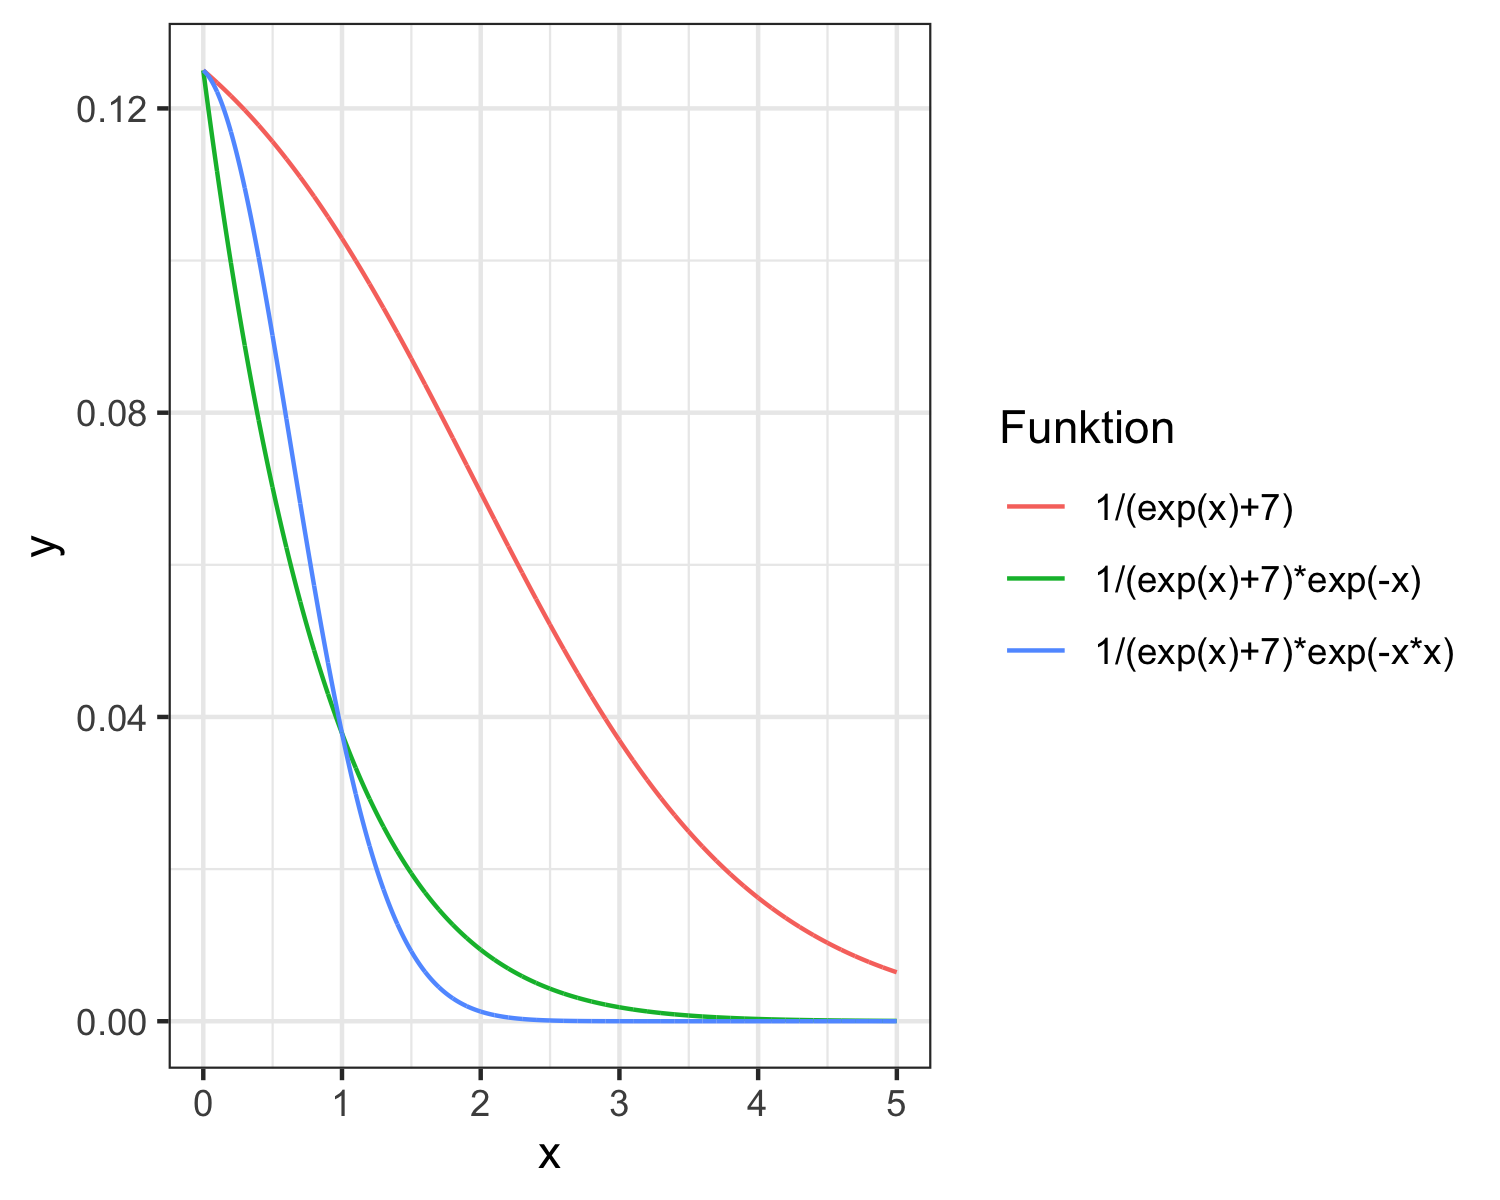 0.12
0.08
0.04
0.00
y
0 1 2 3 4 5
x
Funktion
1/(exp(x)+7)
1/(exp(x)+7)*exp(-x)
1/(exp(x)+7)*exp(-x*x)